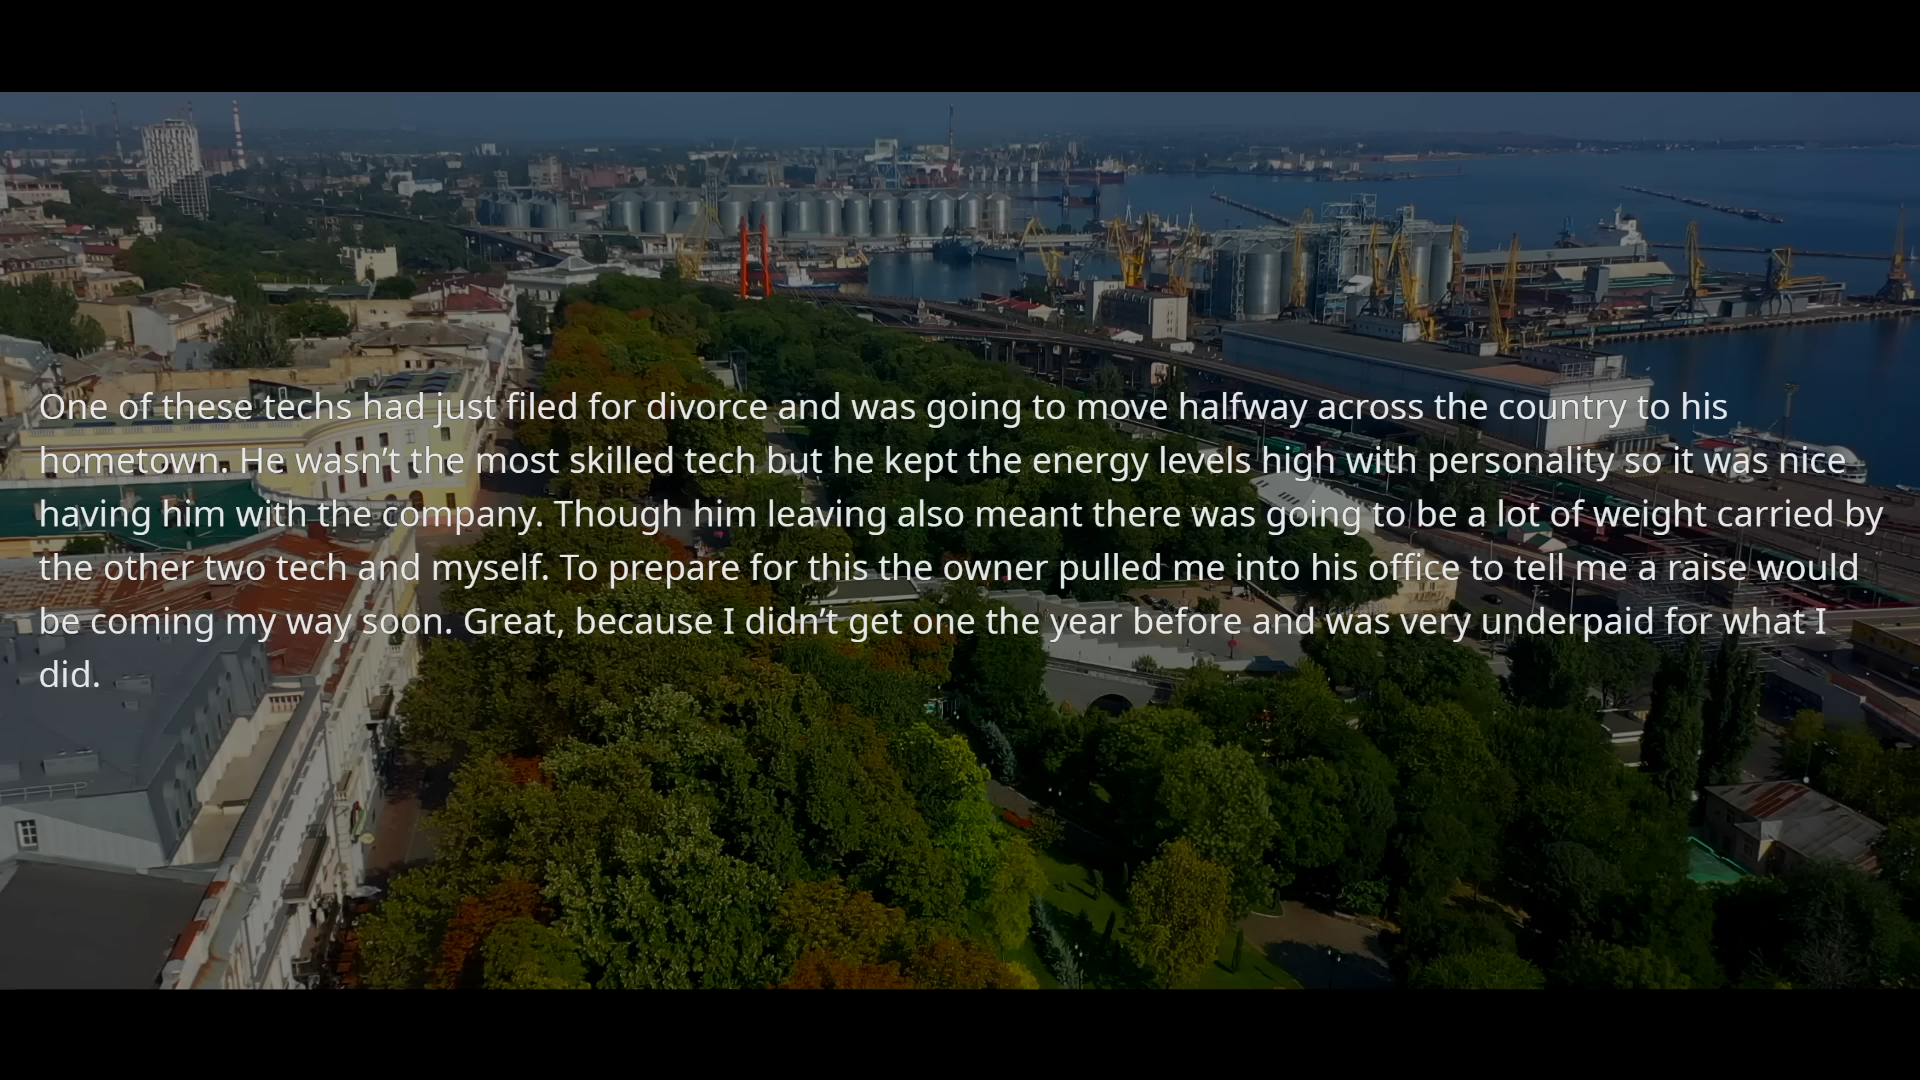 One of these techs had just filed for divorce and was going to move halfway across the country to his
hometown. He wasn’t the most skilled tech but he kept the energy levels high with personality so it was nice
having him with the company. Though him leaving also meant there was going to be a lot of weight carried by
the other two tech and myself. To prepare for this the owner pulled me into his office to tell me a raise would
be coming my way soon. Great, because I didn’t get one the year before and was very underpaid for what I
did.